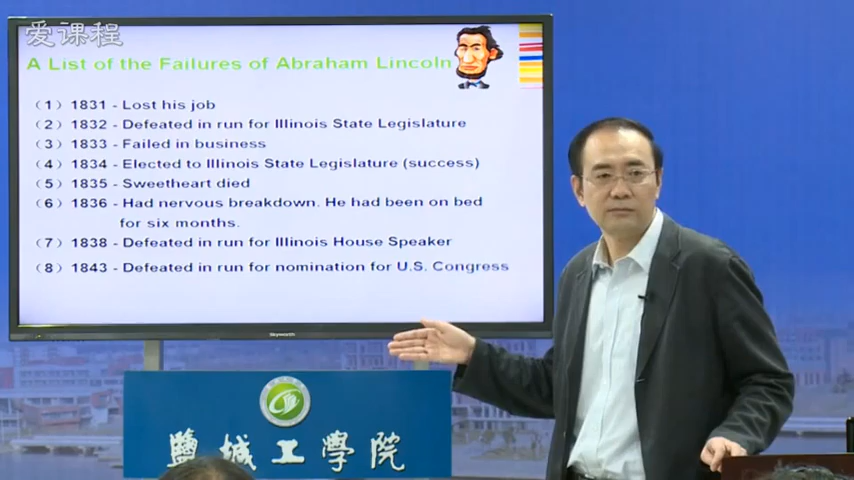 爱课程
A List of the Failures of Abraham Lincoln
（1）1831 - Lost his job
（2）1832 - Defeated in run for Illinois State Legislature
（3）1833 - Failed in business
（4）1834 - Elected to Illinois State Legislature (success)
（5）1835 - Sweetheart died
（6）1836 - Had nervous breakdown. He had been on bed
for six months.
（7）1838 - Defeated in run for Illinois House Speaker
（8）1843 - Defeated in run for nomination for U.S. Congress
Skyworth
鹽城工學院